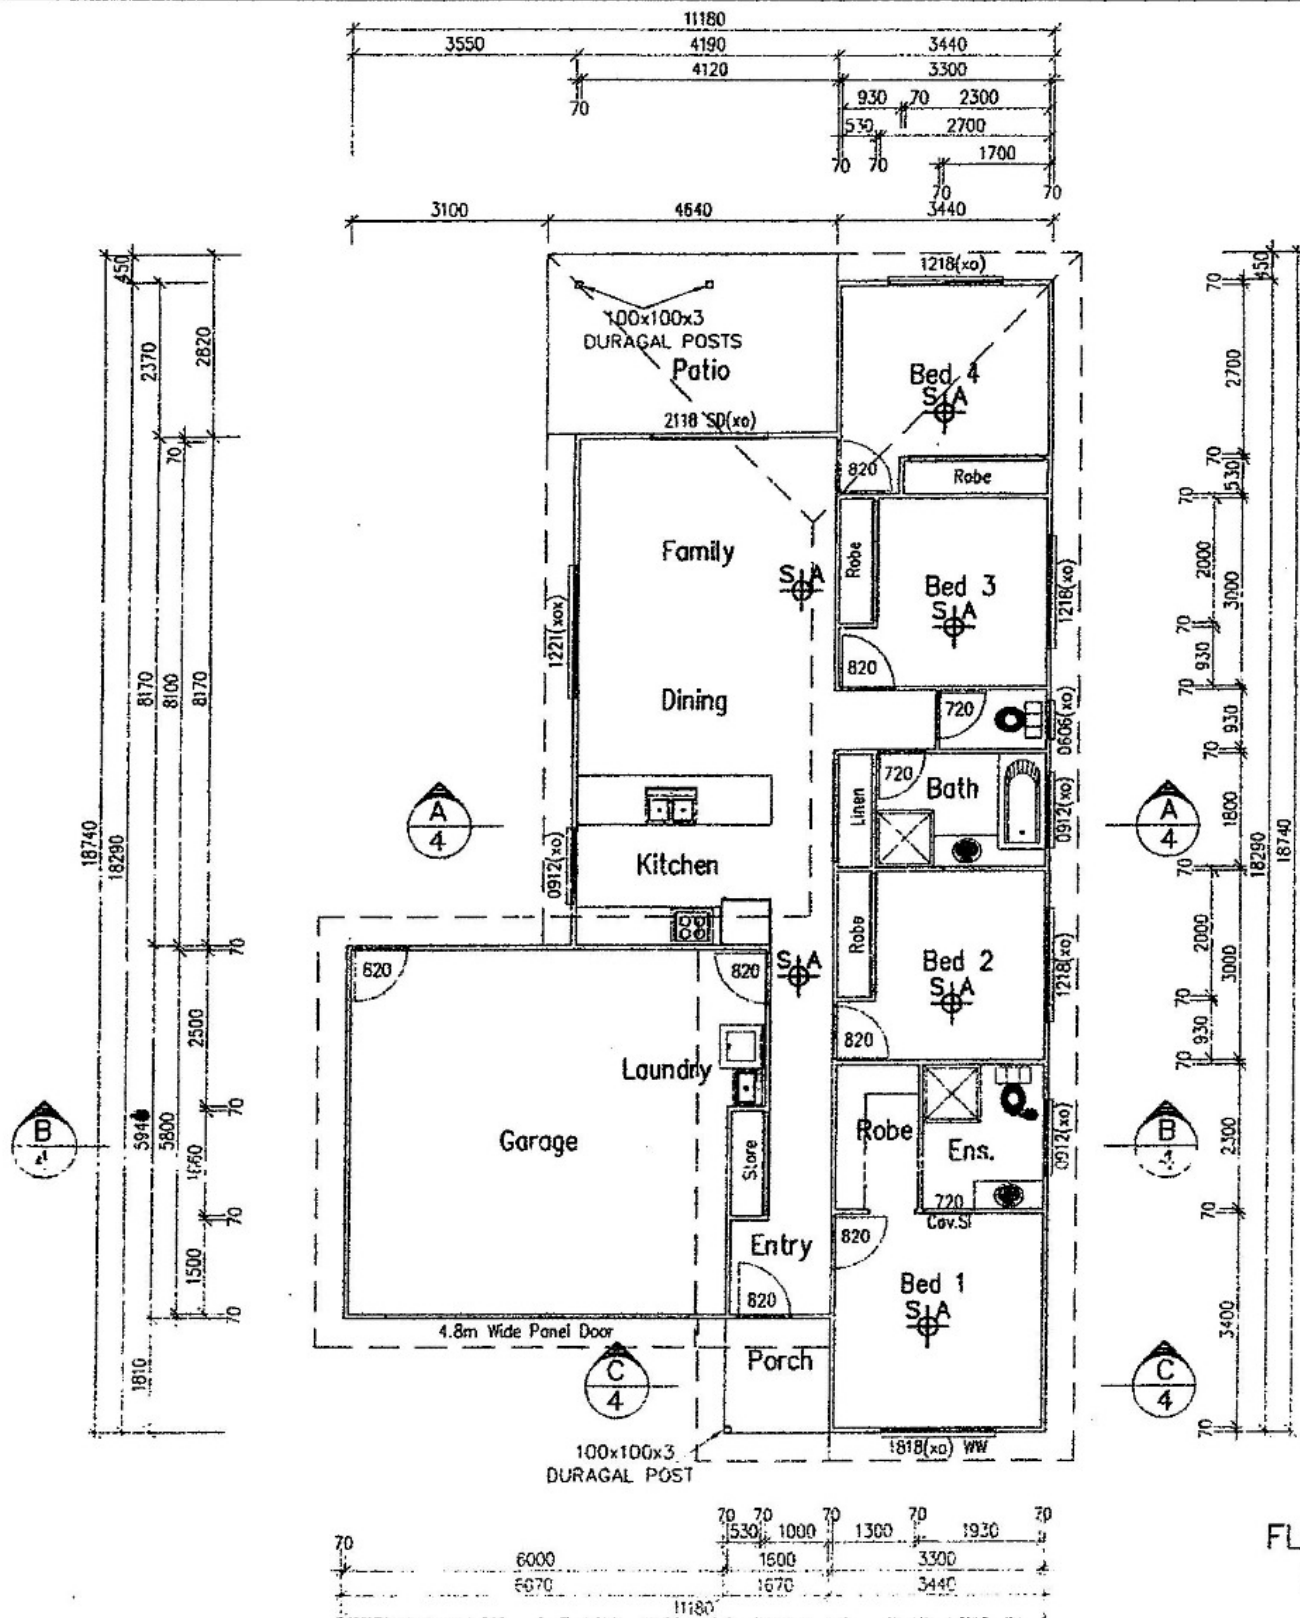 11180
3550 4190 3440
4120 3300
70 930 70 2300
530 2700
70 70 1700
70 70
3100 4640 3440
450
1218(xo)
450
70
100x100x3
DURAGAL POSTS
Patio
Bed 4
S A
2370
2820
2700
2118 SD(xo)
70
820
Robe
70
530
70
Family
S A
Robe
Bed 3
S A
1221(xox)
1218(xo)
2000
3000
70
930
820
70
8170
8100
8170
Dining
720
0606(xo)
930
70
720
Bath
Linen
0912(xo)
1800
A
4
A
4
18740
18290
18290
18740
0912(xo)
Kitchen
70
Robe
Bed 2
S A
1218(xo)
2000
3000
70
930
70
820
70
820
820
S A
2500
Laundry
70
B
B
5800
Garage
Store
Robe
Ens.
0912(xo)
2300
720
Cav.Sl
70
70
1500
Entry
820
820
Bed 1
S A
70
3400
4.8m Wide Panel Door
Porch
C
4
C
4
1810
70
1818(xo) WW
100x100x3
DURAGAL POST
70 70 70 70 70
530 1000 1300 1930
70
6000 1600 3300
1670 3440
11180
FL